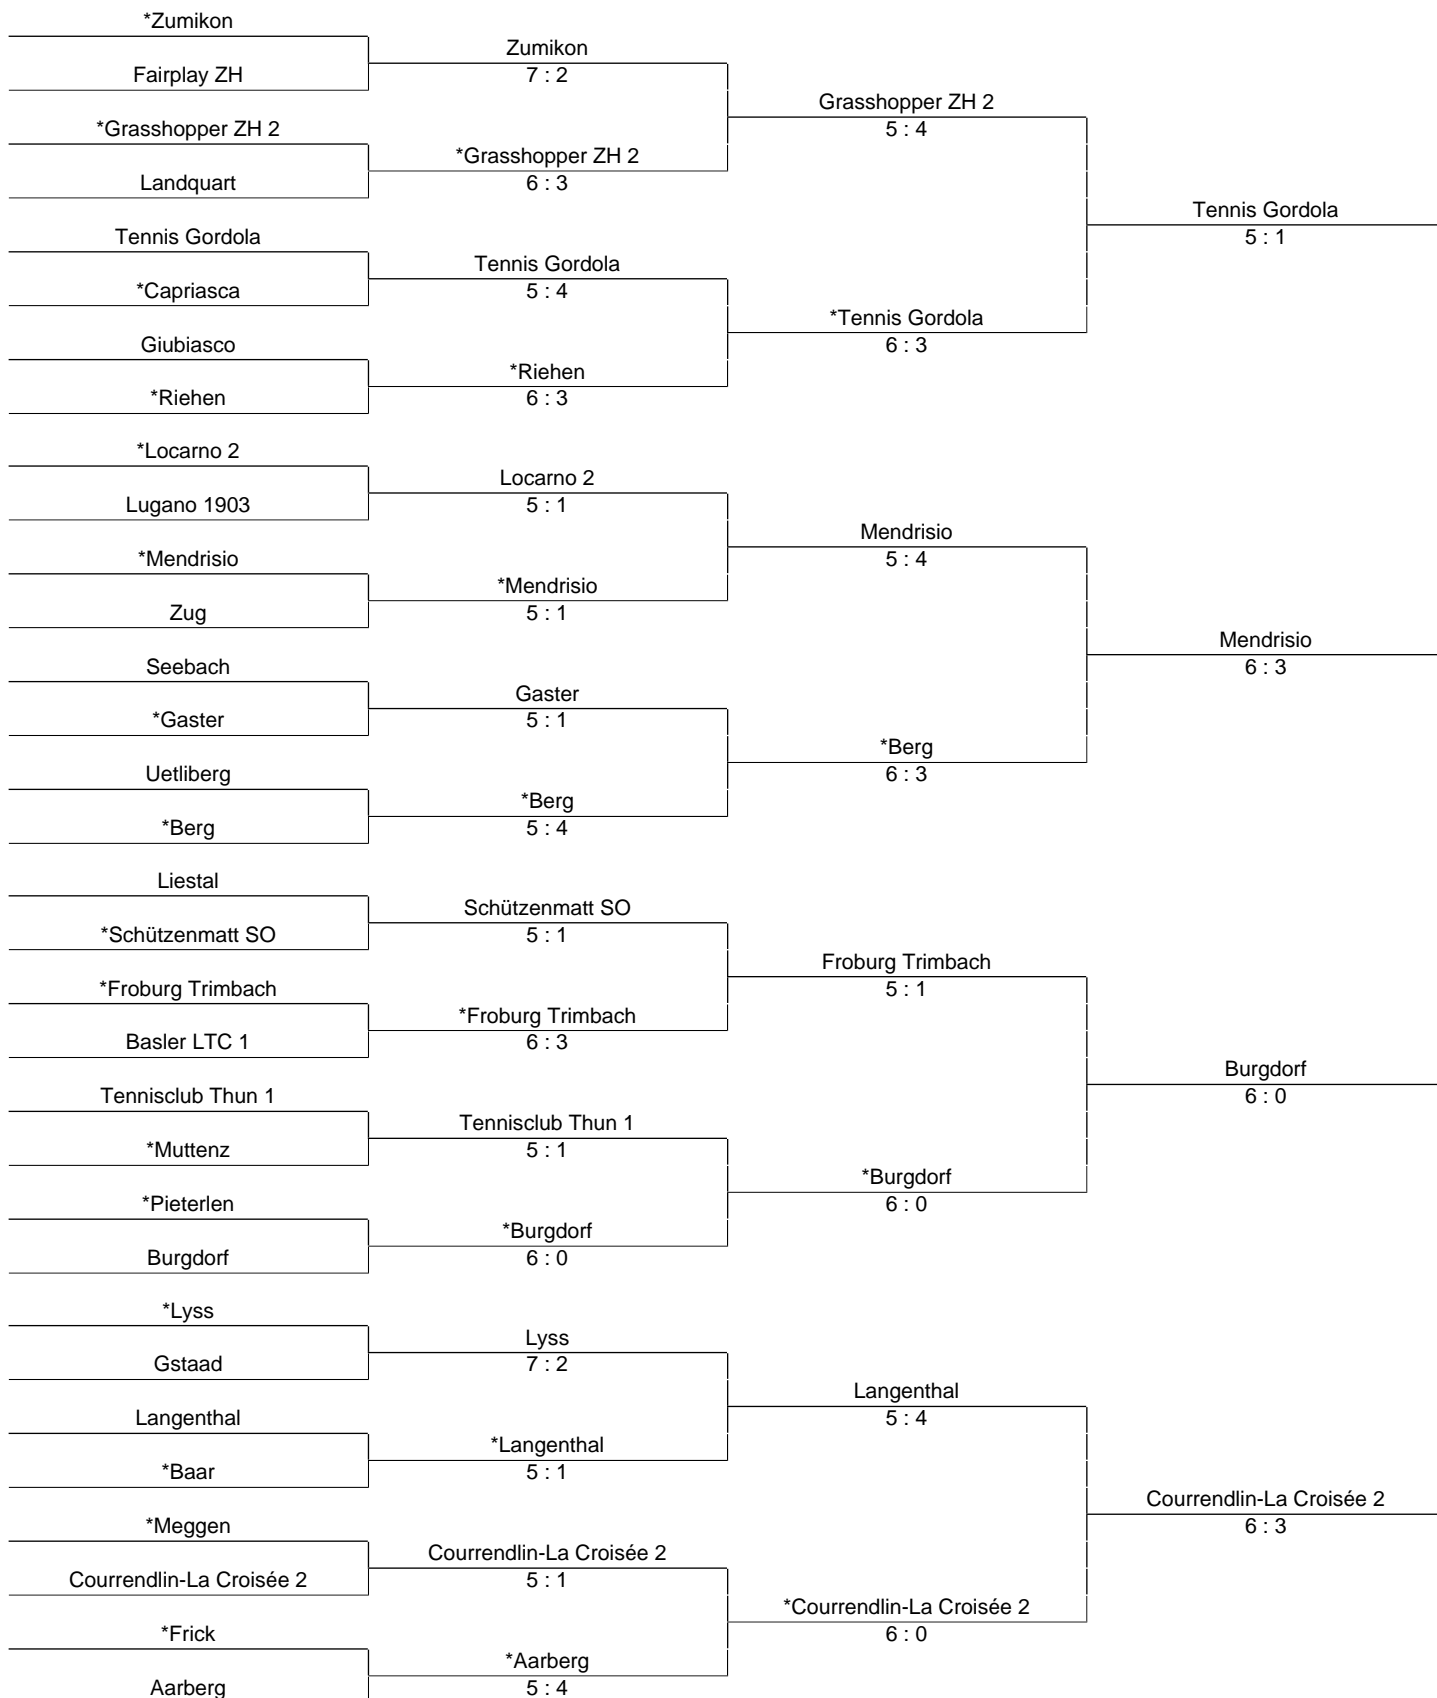 *Zumikon
Fairplay ZH
*Grasshopper ZH 2
Landquart
Tennis Gordola
*Capriasca
Giubiasco
*Riehen
*Locarno 2
Lugano 1903
*Mendrisio
Zug
Seebach
*Gaster
Uetliberg
*Berg
Liestal
*Schützenmatt SO
*Froburg Trimbach
Basler LTC 1
Tennisclub Thun 1
*Muttenz
*Pieterlen
Burgdorf
*Lyss
Gstaad
Langenthal
*Baar
*Meggen
Courrendlin-La Croisée 2
*Frick
Aarberg
Zumikon
7 : 2
*Grasshopper ZH 2
6 : 3
Tennis Gordola
5 : 4
*Riehen
6 : 3
Locarno 2
5 : 1
*Mendrisio
5 : 1
Gaster
5 : 1
*Berg
5 : 4
Schützenmatt SO
5 : 1
*Froburg Trimbach
6 : 3
Tennisclub Thun 1
5 : 1
*Burgdorf
6 : 0
Lyss
7 : 2
*Langenthal
5 : 1
Courrendlin-La Croisée 2
5 : 1
*Aarberg
5 : 4
Grasshopper ZH 2
5 : 4
*Tennis Gordola
6 : 3
Mendrisio
5 : 4
*Berg
6 : 3
Froburg Trimbach
5 : 1
*Burgdorf
6 : 0
Langenthal
5 : 4
*Courrendlin-La Croisée 2
6 : 0
Tennis Gordola
5 : 1
Mendrisio
6 : 3
Burgdorf
6 : 0
Courrendlin-La Croisée 2
6 : 3